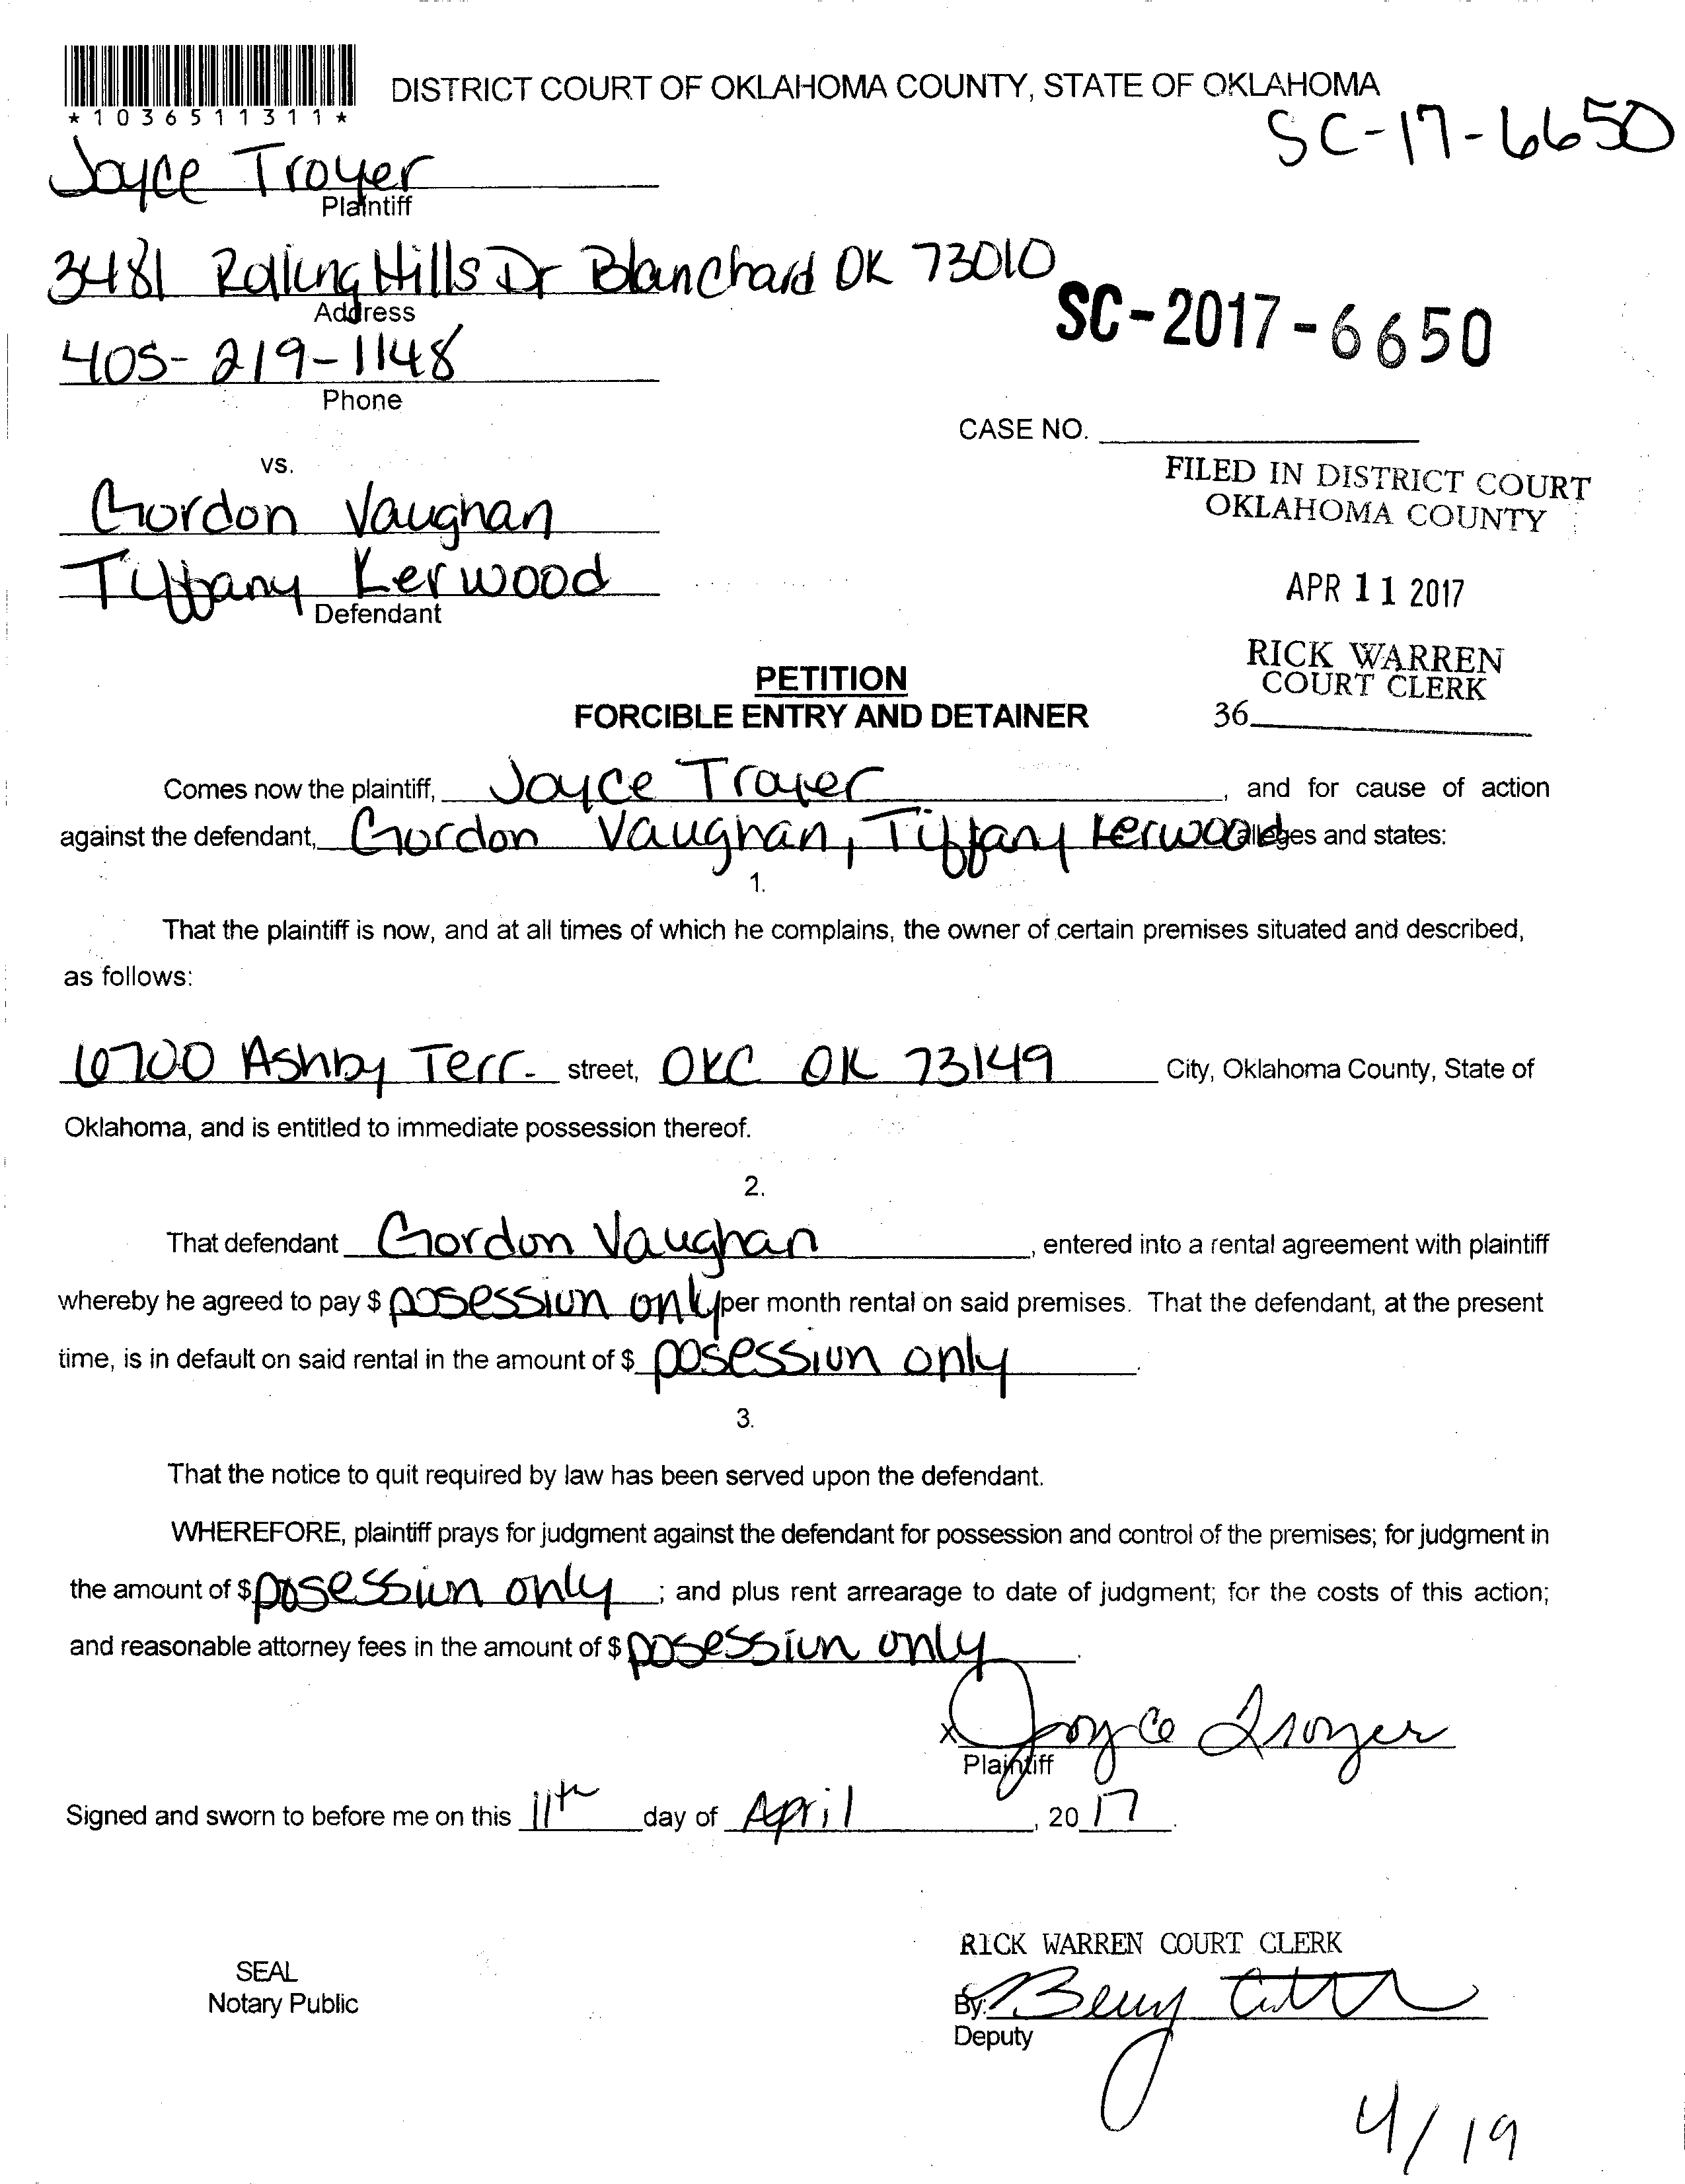 DISTRICT COURT OF OKLAHOMA COUNTY, STATE OF OKLAHOMA
*1036511311*
SC-17-6650
Joyce Troyer
Plaintiff
3481 Rolling Hills Dr Blanchard OK 73010
Address
SC-2017-6650
405-219-1148
Phone
CASE NO.
vs.
FILED IN DISTRICT COURT
OKLAHOMA COUNTY
Gordon Vaughan
Tiffany Kerwood
Defendant
APR 11 2017
RICK WARREN
COURT CLERK
36
PETITION
FORCIBLE ENTRY AND DETAINER
Comes now the plaintiff, Joyce Troyer, and for cause of action
against the defendant, Gordon Vaughan, Tiffany Kerwood alleges and states:
1.
That the plaintiff is now, and at all times of which he complains, the owner of certain premises situated and described,
as follows:
6700 Ashby Terr. street, OKC OK 73149 City, Oklahoma County, State of
Oklahoma, and is entitled to immediate possession thereof.
2.
That defendant Gordon Vaughan, entered into a rental agreement with plaintiff
whereby he agreed to pay $ posession only per month rental on said premises. That the defendant, at the present
time, is in default on said rental in the amount of $ posession only.
3.
That the notice to quit required by law has been served upon the defendant.
WHEREFORE, plaintiff prays for judgment against the defendant for possession and control of the premises; for judgment in
the amount of $ posession only; and plus rent arrearage to date of judgment; for the costs of this action;
and reasonable attorney fees in the amount of $ posession only.
X Joyce Troyer
Plaintiff
Signed and sworn to before me on this 11th day of April, 20 17.
RICK WARREN COURT CLERK
SEAL
Notary Public
By:
Deputy
4/19